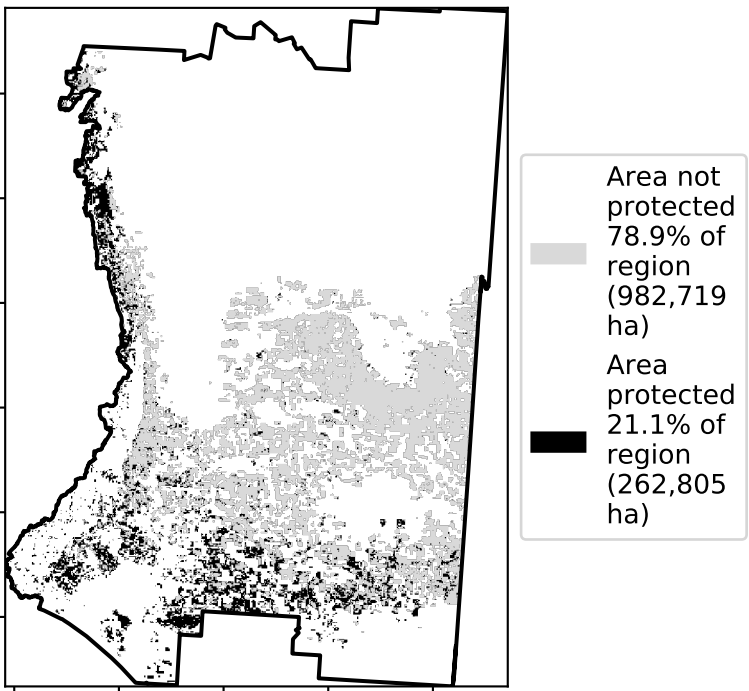 Area not
protected
78.9% of
region
(982,719
ha)
Area
protected
21.1% of
region
(262,805
ha)